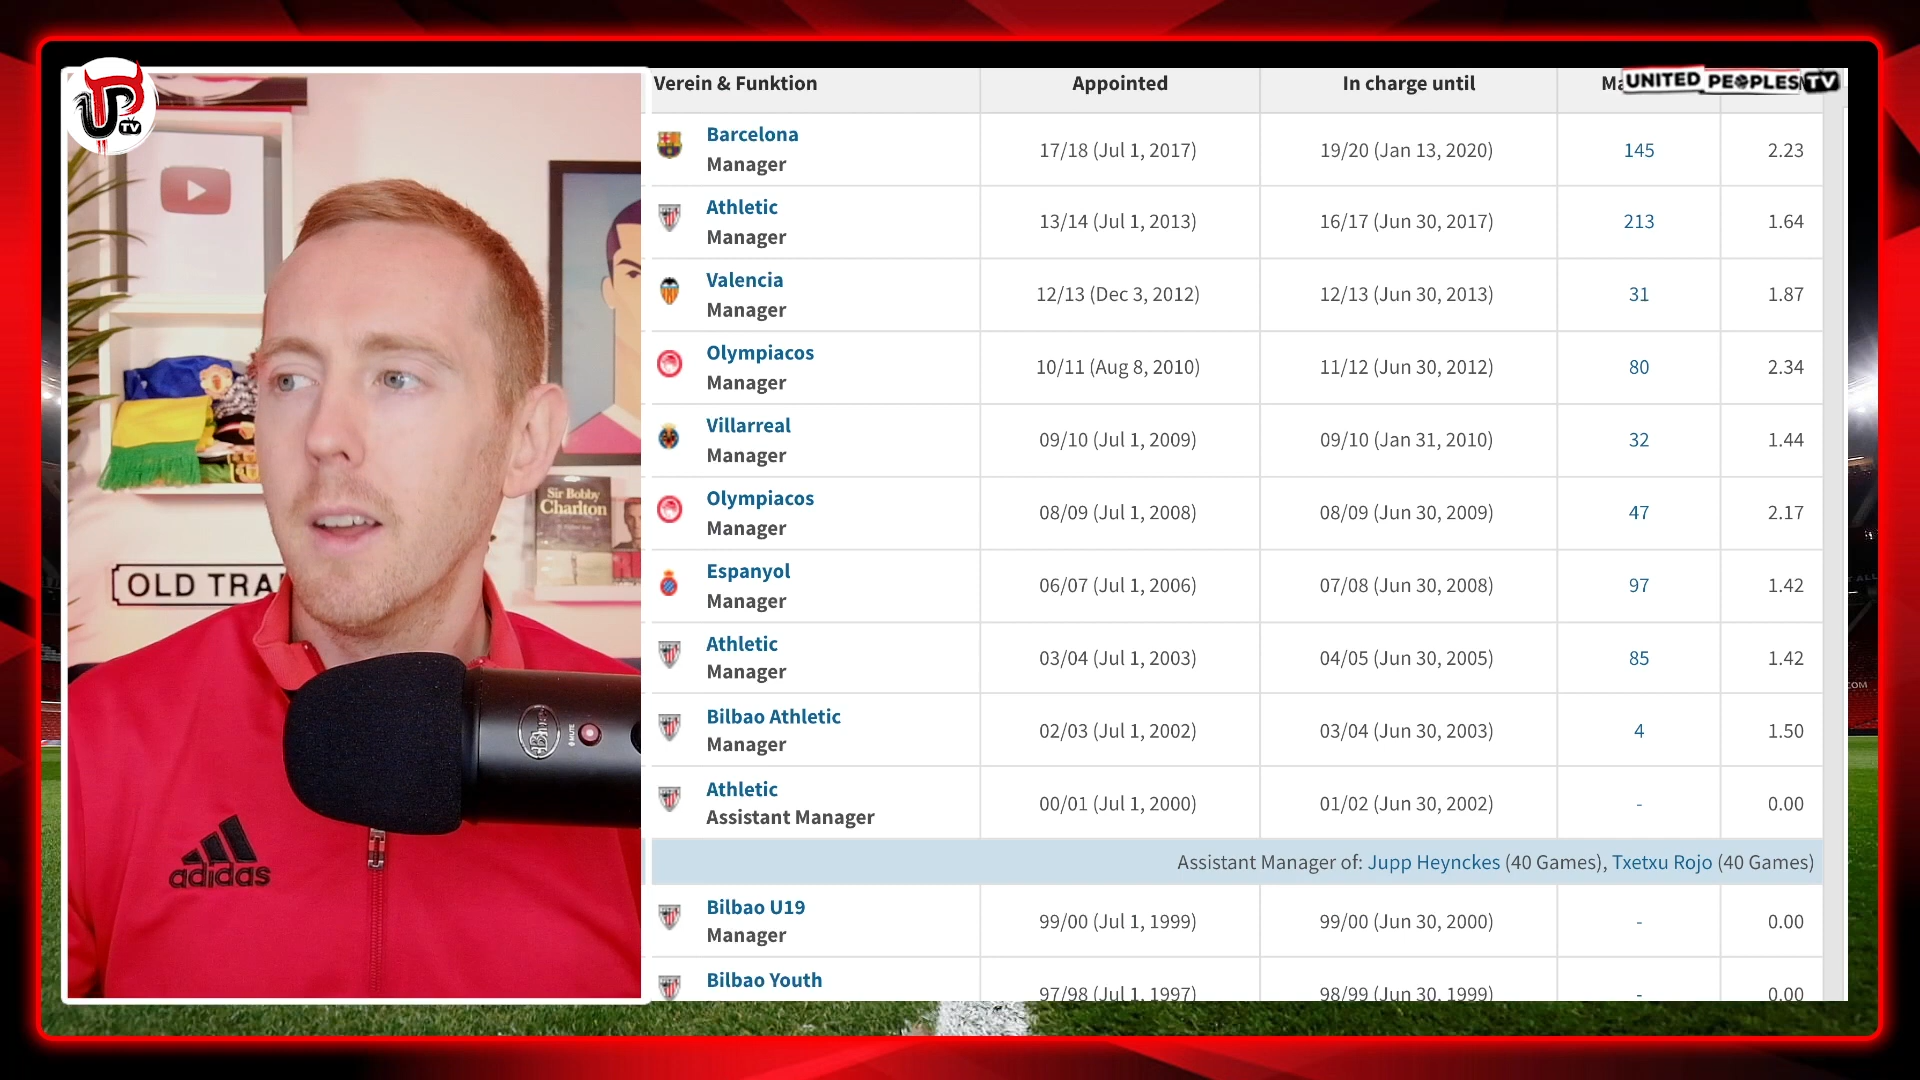 UP
TV
UNITED PEOPLES TV
Verein & Funktion Appointed In charge until Ma
Barcelona
Manager
17/18 (Jul 1, 2017) 19/20 (Jan 13, 2020) 145 2.23
Athletic
Manager
13/14 (Jul 1, 2013) 16/17 (Jun 30, 2017) 213 1.64
Valencia
Manager
12/13 (Dec 3, 2012) 12/13 (Jun 30, 2013) 31 1.87
Olympiacos
Manager
10/11 (Aug 8, 2010) 11/12 (Jun 30, 2012) 80 2.34
Villarreal
Manager
09/10 (Jul 1, 2009) 09/10 (Jan 31, 2010) 32 1.44
Olympiacos
Manager
08/09 (Jul 1, 2008) 08/09 (Jun 30, 2009) 47 2.17
Espanyol
Manager
06/07 (Jul 1, 2006) 07/08 (Jun 30, 2008) 97 1.42
Athletic
Manager
03/04 (Jul 1, 2003) 04/05 (Jun 30, 2005) 85 1.42
Bilbao Athletic
Manager
02/03 (Jul 1, 2002) 03/04 (Jun 30, 2003) 4 1.50
Athletic
Assistant Manager
00/01 (Jul 1, 2000) 01/02 (Jun 30, 2002) - 0.00
Assistant Manager of: Jupp Heynckes (40 Games), Txetxu Rojo (40 Games)
Bilbao U19
Manager
99/00 (Jul 1, 1999) 99/00 (Jun 30, 2000) - 0.00
Bilbao Youth
97/98 (Jul 1, 1997) 98/99 (Jun 30, 1999) - 0.00
Sir Bobby
Charlton
OLD TRA
Blue
MUTE
adidas